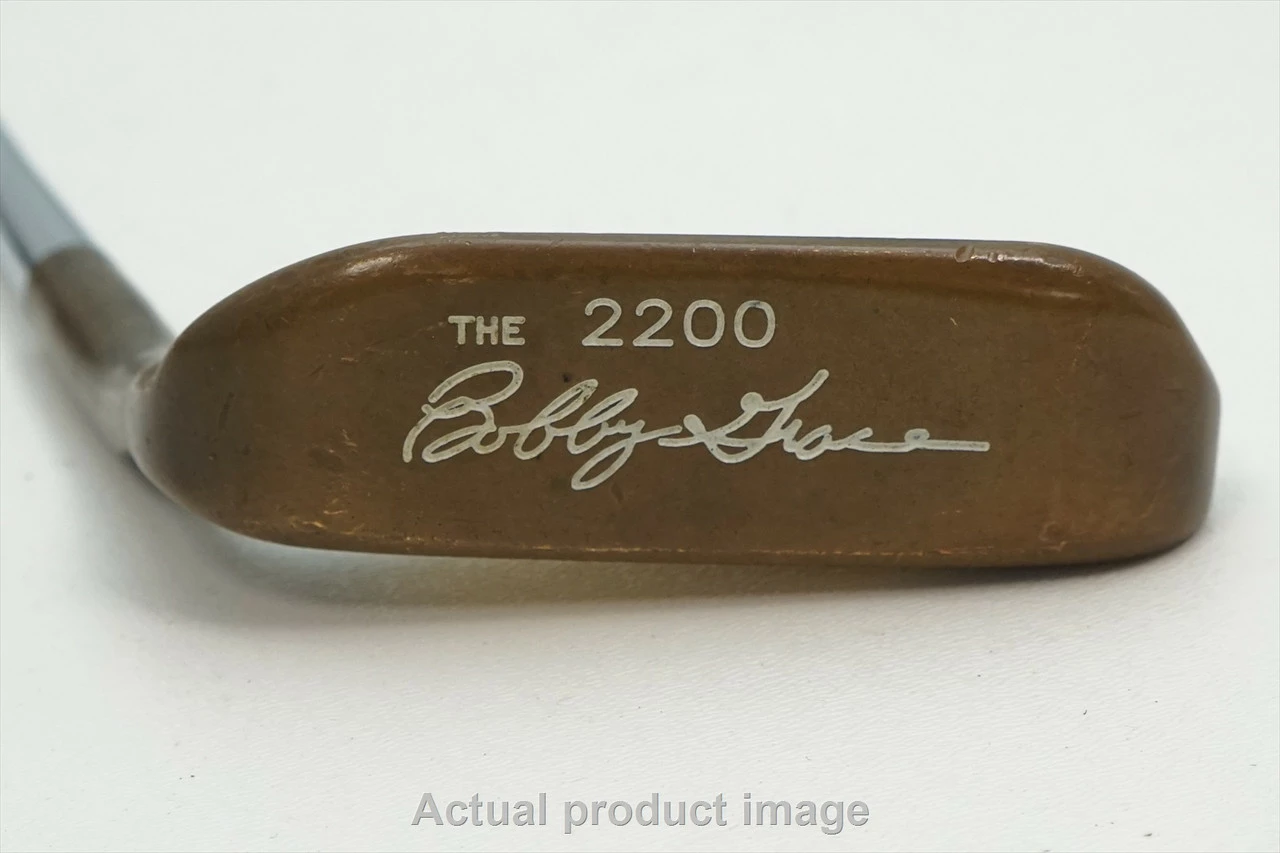 THE 2200
Bobby Grace
Actual product image